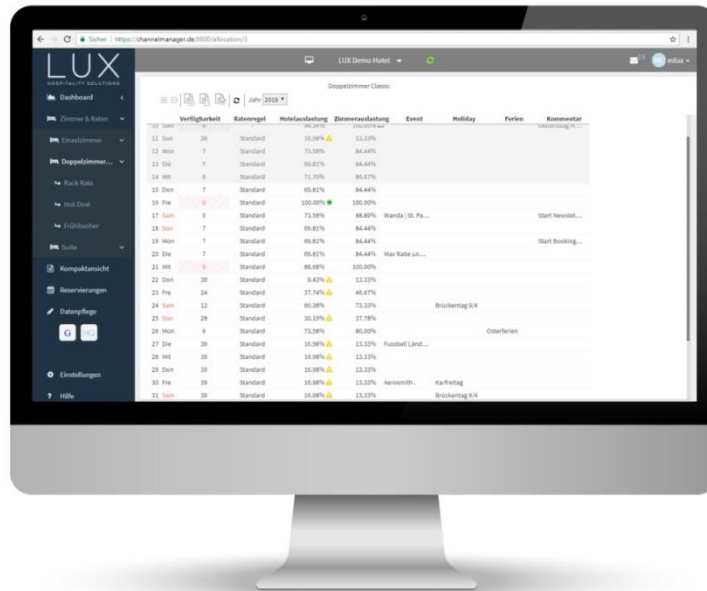 Sicher | https://channelmanager.de:8800/allocation/3
LUX
HOSPITALITY SOLUTIONS
LUX Demo Hotel
mlux
Dashboard
Zimmer & Raten
Einzelzimmer
Doppelzimmer...
Rack Rate
Hot-Deal
Frühbucher
Suite
Kompaktansicht
Reservierungen
Datenpflege
G HQ
Einstellungen
Hilfe
Doppelzimmer Classic
Jahr 2018
Verfügbarkeit Ratenregel Hotelauslastung Zimmerauslastung Event Holiday Ferien Kommentar
11 Son 39 Standard 16.98% 13.33%
12 Mon 7 Standard 73.58% 84.44%
13 Die 7 Standard 69.81% 84.44%
14 Mit 6 Standard 71.70% 86.67%
15 Don 7 Standard 69.81% 84.44%
16 Fre 0 Standard 100.00% 100.00%
17 Sam 5 Standard 73.58% 88.89% Wanda | St. Pa... Start Newslet...
18 Son 7 Standard 69.81% 84.44%
19 Mon 7 Standard 69.81% 84.44% Start Booking...
20 Die 7 Standard 69.81% 84.44% Max Rabe un...
21 Mit 0 Standard 88.68% 100.00%
22 Don 39 Standard 9.43% 13.33%
23 Fre 24 Standard 37.74% 46.67%
24 Sam 12 Standard 60.38% 73.33% Brückentag 9/4
25 Son 28 Standard 30.19% 37.78%
26 Mon 9 Standard 73.58% 80.00% Osterferien
27 Die 39 Standard 16.98% 13.33% Fussball Länd...
28 Mit 39 Standard 16.98% 13.33%
29 Don 39 Standard 16.98% 13.33%
30 Fre 39 Standard 16.98% 13.33% Aerosmith . Karfreitag
31 Sam 39 Standard 16.98% 13.33% Brückentag 9/4